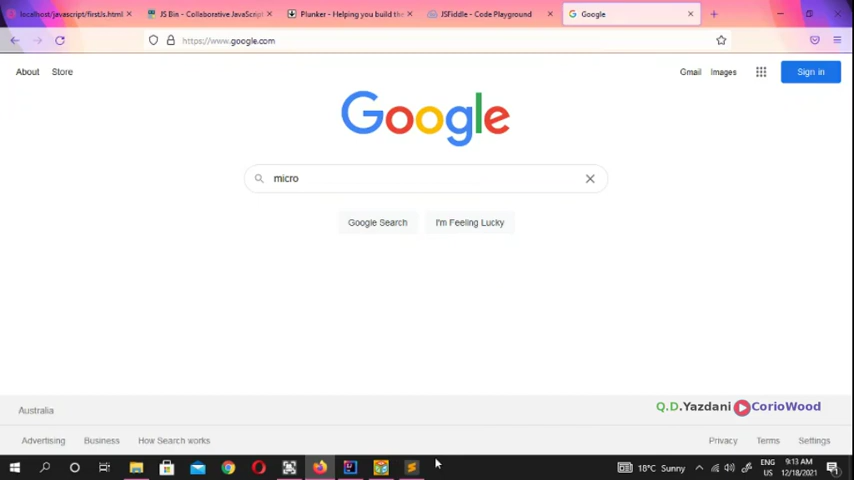 localhost/javascript/firstJs.html
JS Bin - Collaborative JavaScript
Plunker - Helping you build the
JSFiddle - Code Playground
Google
https://www.google.com
About Store
Gmail Images Sign in
Google
micro
Google Search I'm Feeling Lucky
Australia
Q.D.Yazdani CorioWood
Advertising Business How Search works
Privacy Terms Settings
18°C Sunny
ENG
US
9:13 AM
12/18/2021